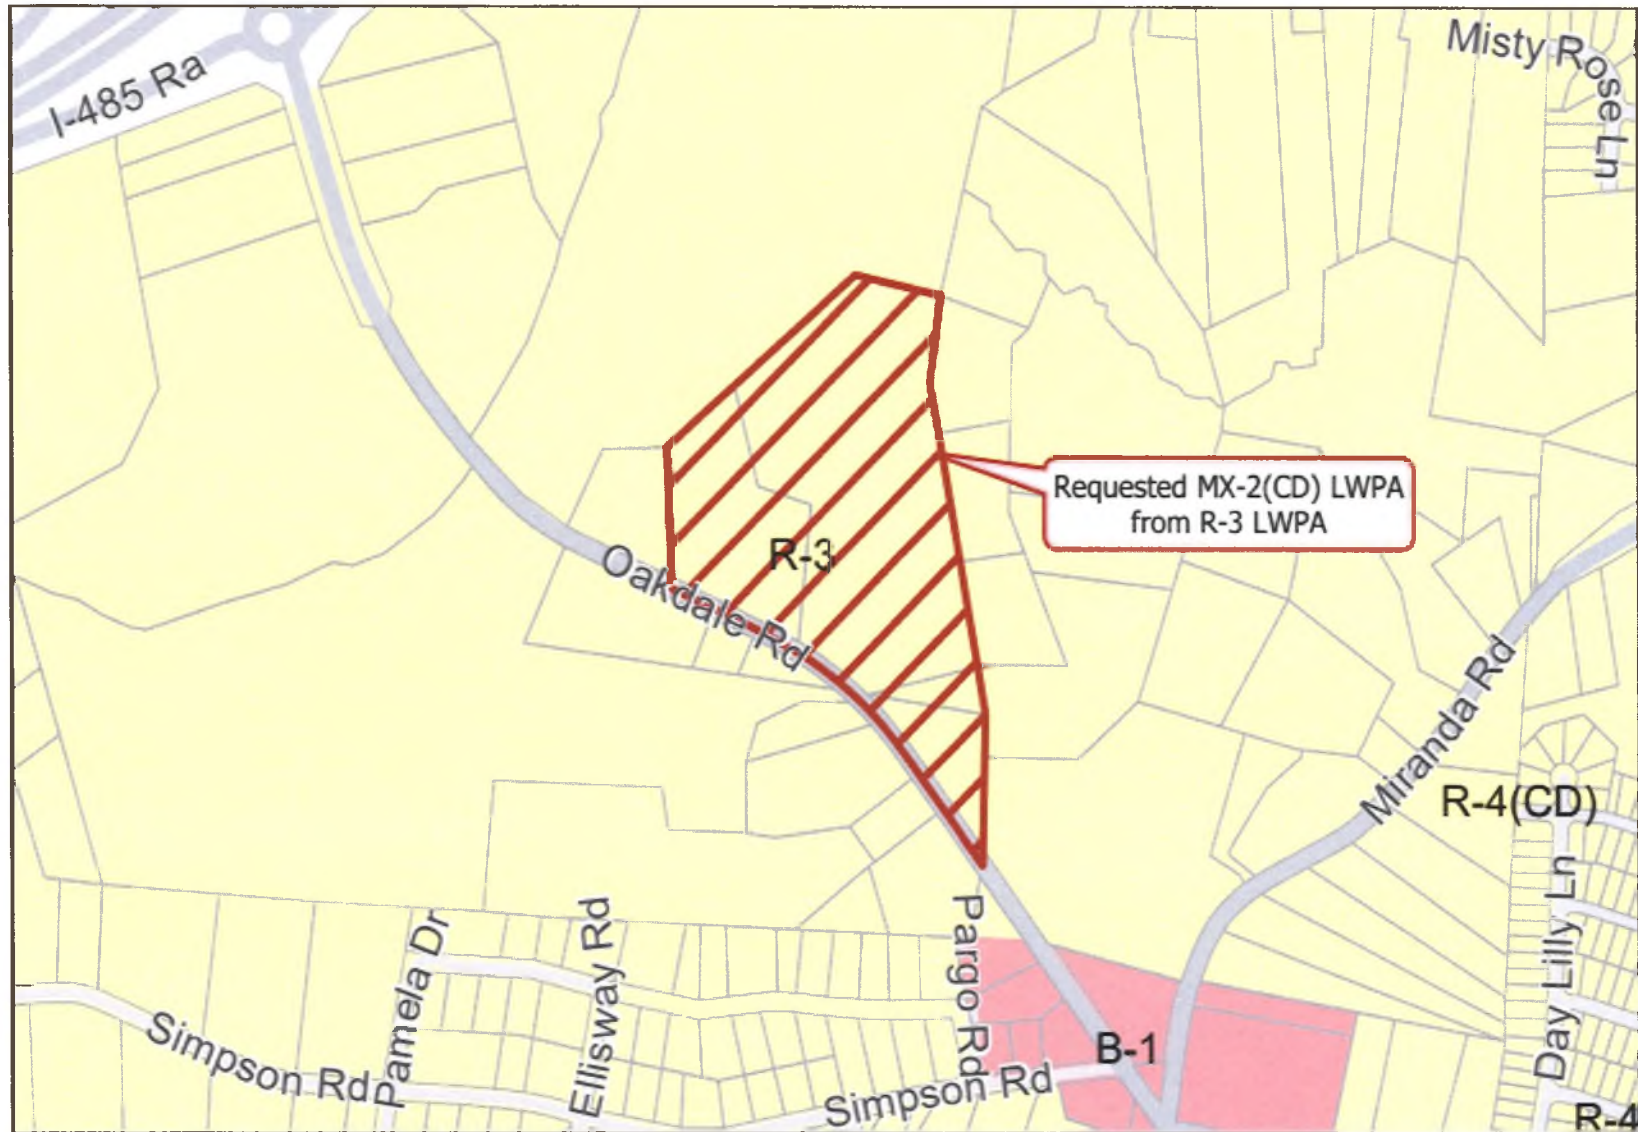 Misty Rose Ln
I-485 Ra
Requested MX-2(CD) LWPA
from R-3 LWPA
R-3
Oakdale Rd
Miranda Rd
R-4(CD)
Day Lilly Ln
Pargo Rd
Pamela Dr
Ellisway Rd
Simpson Rd
B-1
Simpson Rd
R-4